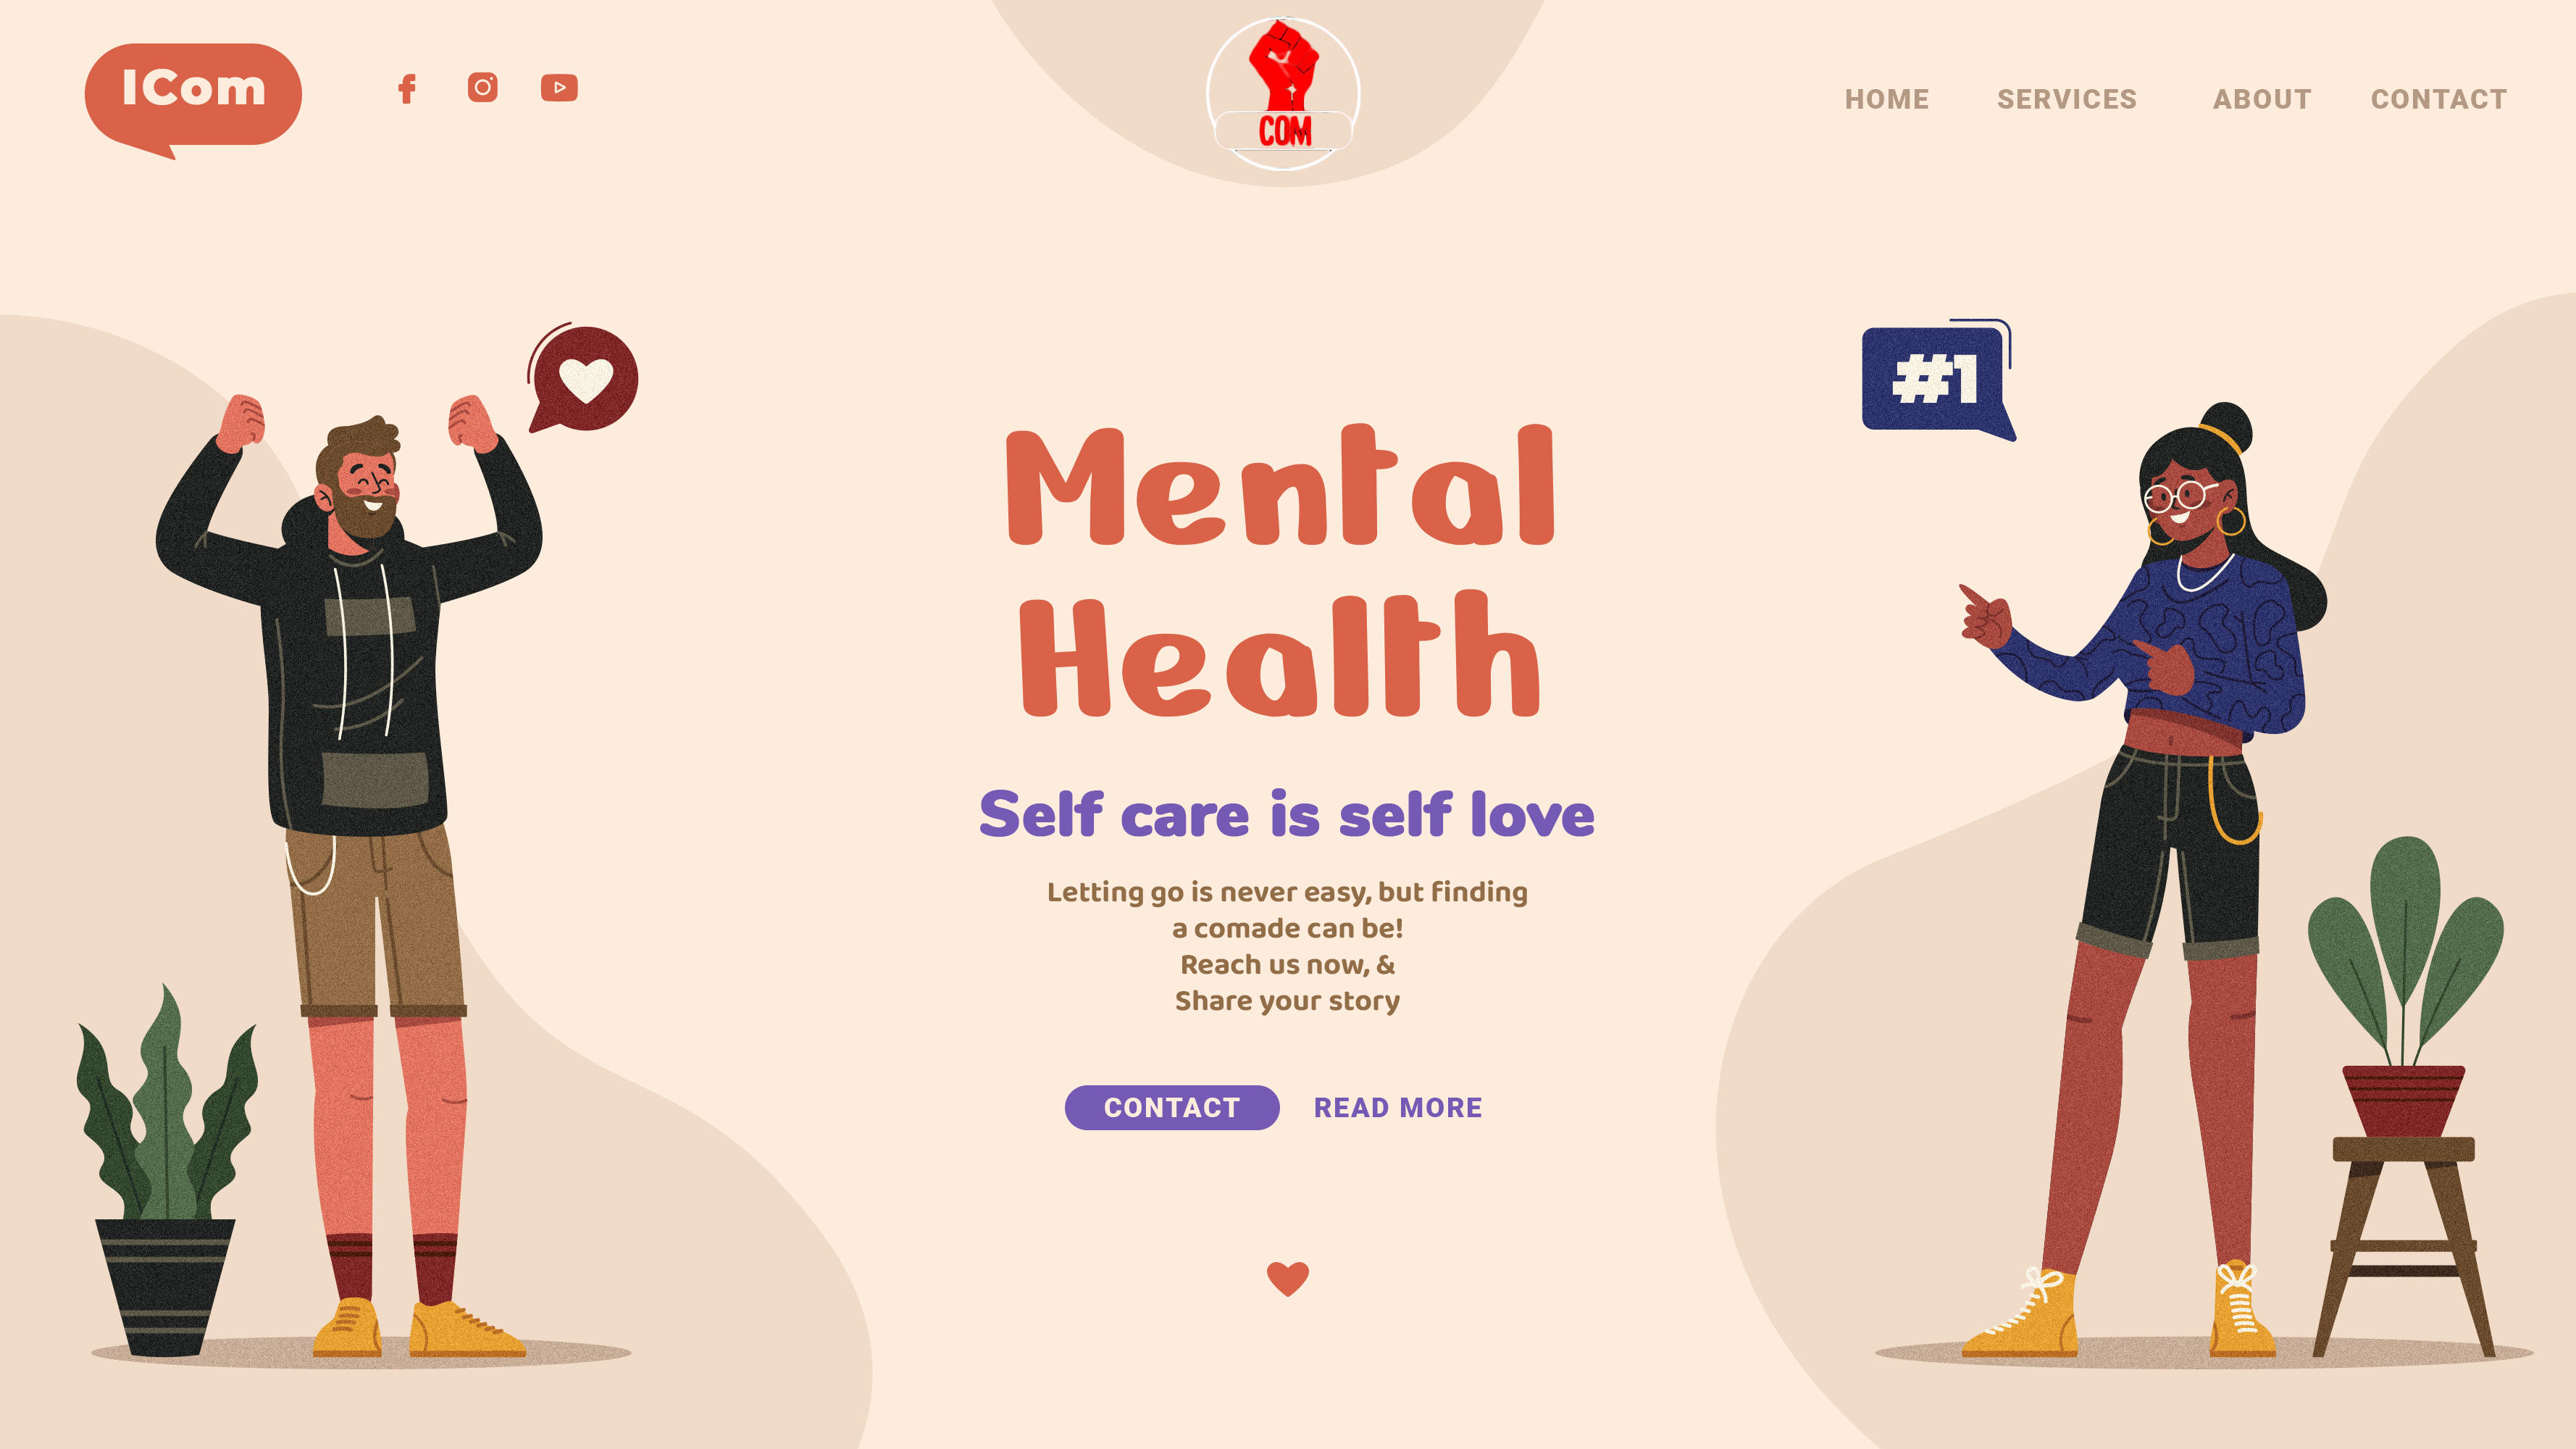 ICom
COM
HOME SERVICES ABOUT CONTACT
#1
Mental
Health
Self care is self love
Letting go is never easy, but finding
a comade can be!
Reach us now, &
Share your story
CONTACT READ MORE